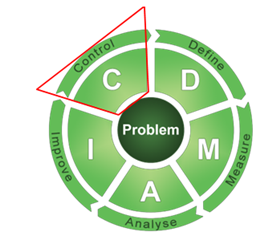 Control
Define
C
D
Problem
Improve
I
M
Measure
A
Analyse